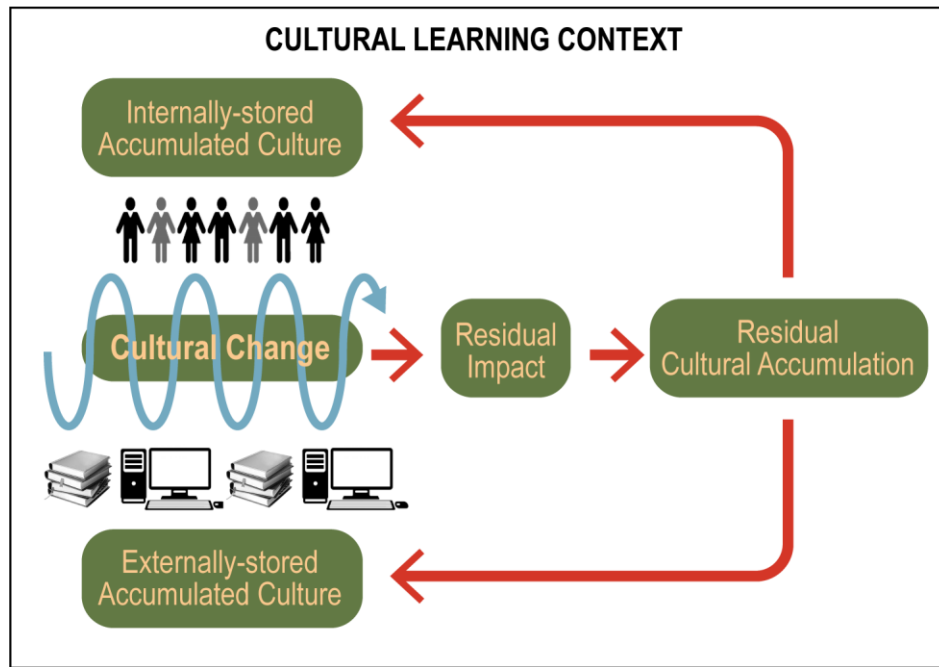 CULTURAL LEARNING CONTEXT
Internally-stored
Accumulated Culture
Cultural Change
Residual
Impact
Residual
Cultural Accumulation
Externally-stored
Accumulated Culture